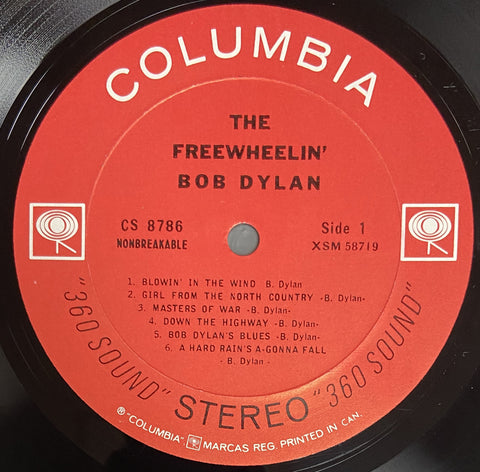 COLUMBIA
THE
FREEWHEELIN'
BOB DYLAN
CS 8786
NONBREAKABLE
Side 1
XSM 58719
1. BLOWIN' IN THE WIND B. Dylan
2. GIRL FROM THE NORTH COUNTRY -B. Dylan-
3. MASTERS OF WAR -B. Dylan-
4. DOWN THE HIGHWAY -B. Dylan-
5. BOB DYLAN'S BLUES -B. Dylan-
6. A HARD RAIN'S A-GONNA FALL
- B. Dylan -
"360 SOUND" STEREO "360 SOUND"
® "COLUMBIA" MARCAS REG. PRINTED IN CAN.